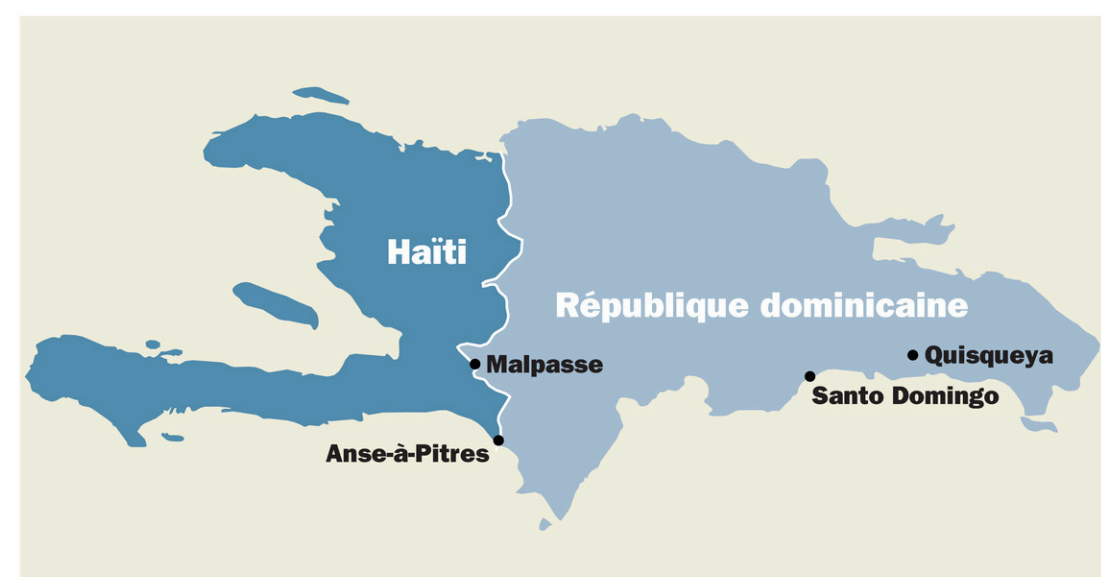 Haïti
République dominicaine
Quisqueya
Malpasse
Santo Domingo
Anse-à-Pitres